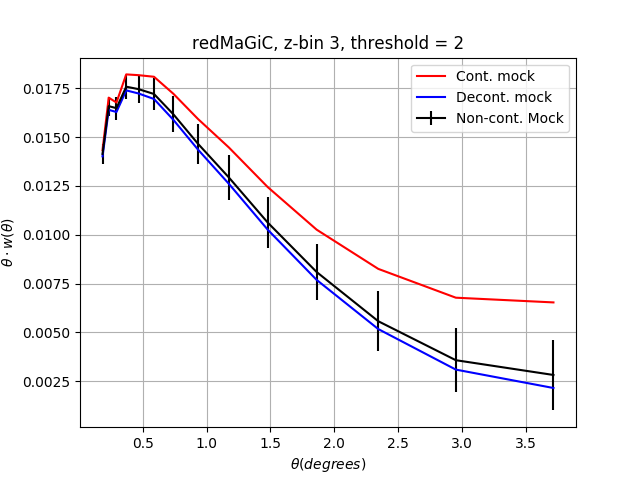 redMaGiC, z-bin 3, threshold = 2
Cont. mock
Decont. mock
Non-cont. Mock
θ · w(θ)
0.0175
0.0150
0.0125
0.0100
0.0075
0.0050
0.0025
0.5 1.0 1.5 2.0 2.5 3.0 3.5
θ(degrees)